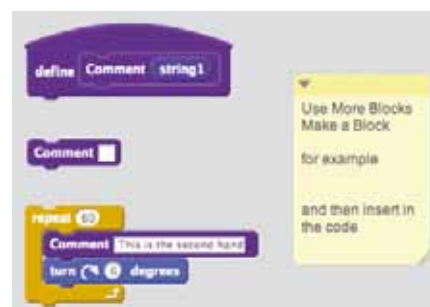 define Comment string1
Comment
repeat 60
Comment This is the second hand
turn 6 degrees
Use More Blocks
Make a Block
for example
and then insert in
the code